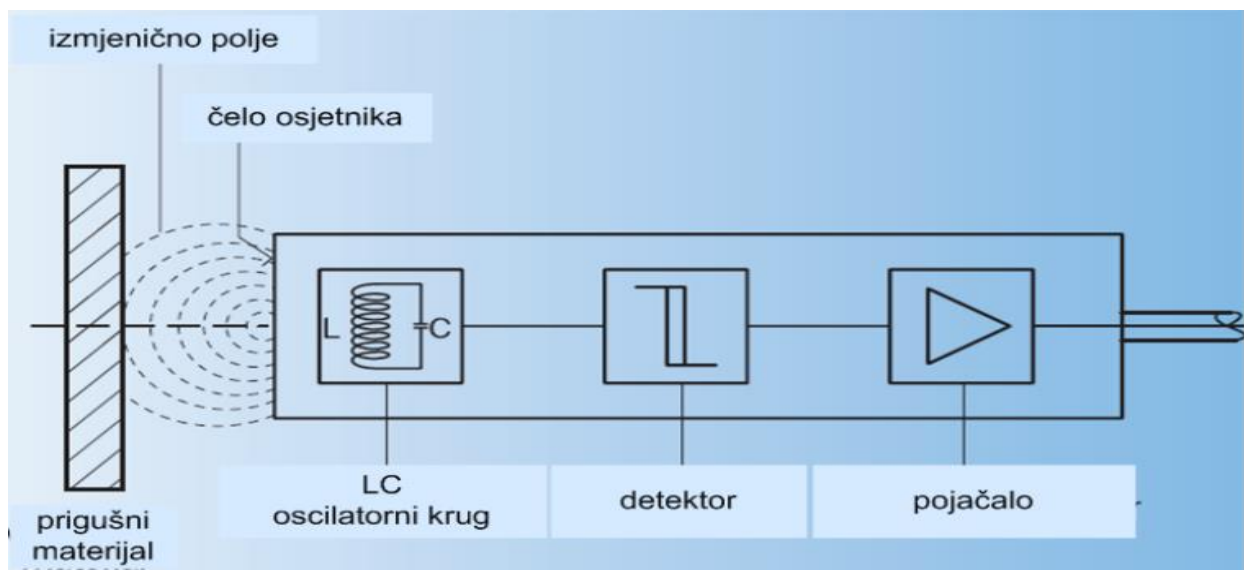 izmjenično polje
čelo osjetnika
L
C
LC
oscilatorni krug
detektor
pojačalo
prigušni
materijal